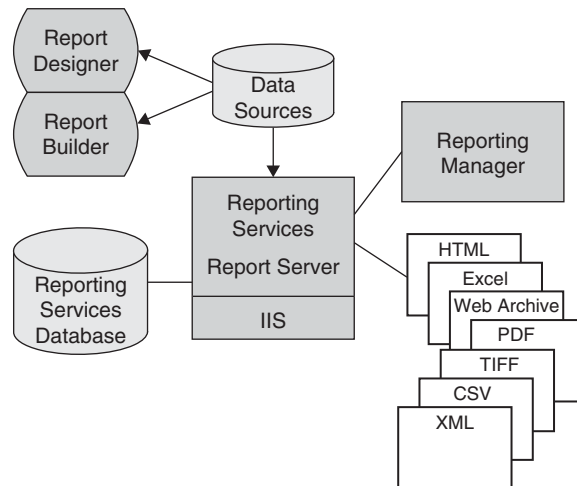 Report
Designer
Report
Builder
Data
Sources
Reporting
Manager
Reporting
Services
Report Server
IIS
Reporting
Services
Database
HTML
Excel
Web Archive
PDF
TIFF
CSV
XML